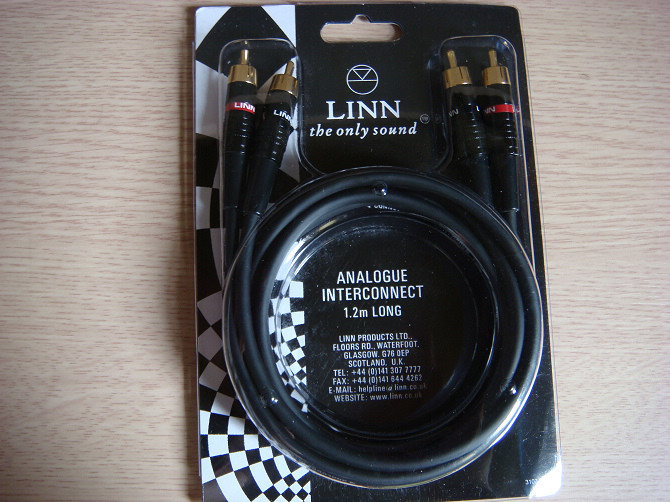 LINN
the only sound
LINN
LINN
ANALOGUE
INTERCONNECT
1.2m LONG
LINN PRODUCTS LTD.,
FLOORS RD., WATERFOOT.
GLASGOW. G76 0EP
SCOTLAND, U.K.
TEL: +44 (0)141 307 7777
FAX: +44 (0)141 644 4262
E-MAIL: helpline@linn.co.uk
WEBSITE: www.linn.co.uk